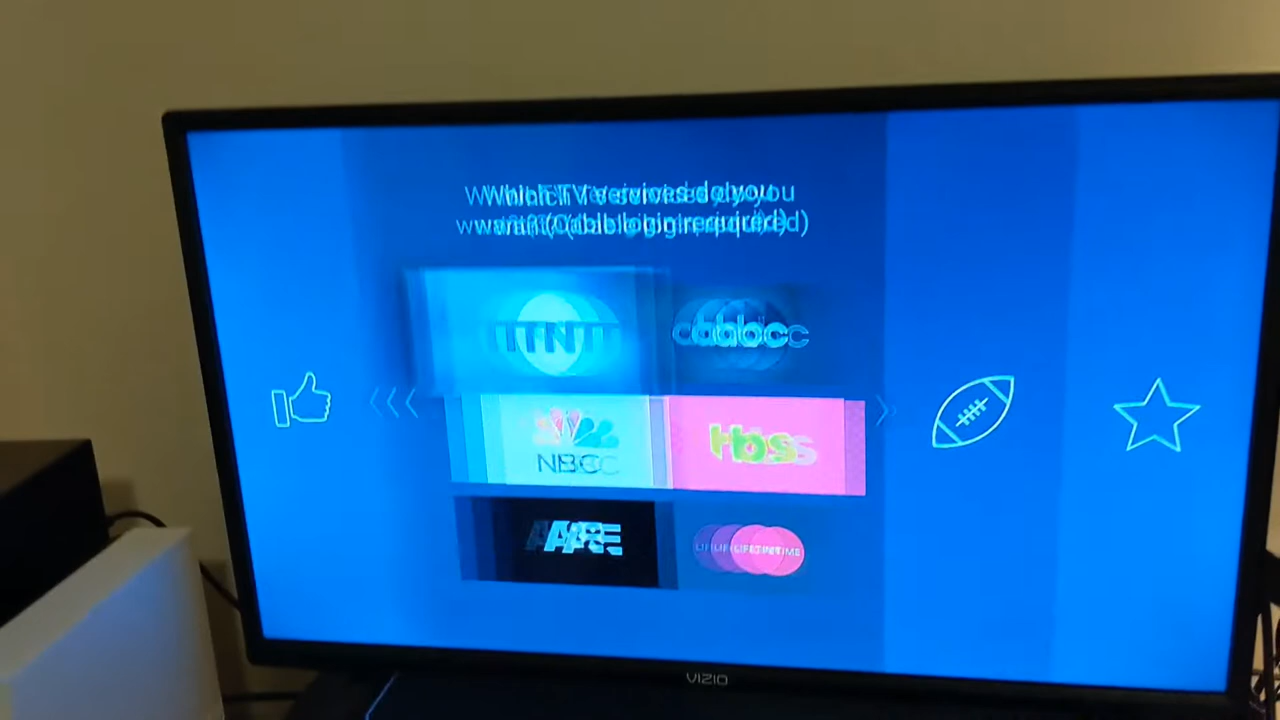 Which TV services do you
want? (Cable login required)
TNT
abc
NBC
tbs
A&E
LIFETIME
VIZIO